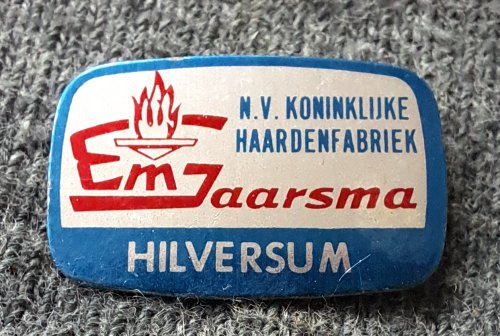 N.V. KONINKLIJKE
HAARDENFABRIEK
EmJaarsma
HILVERSUM